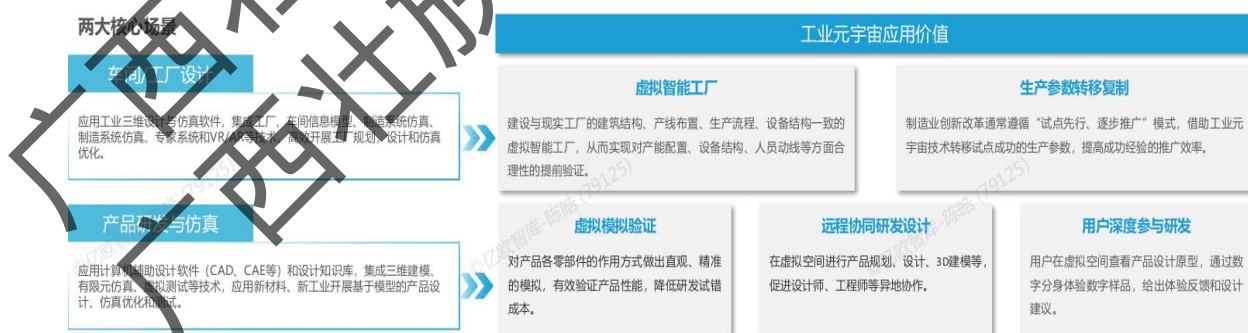 两大核心场景
工业元宇宙应用价值
车间/工厂设计
应用工业三维设计与仿真软件，集成工厂、车间信息模型、制造系统仿真、
制造系统仿真、专家系统和VR/AR等技术，高效开展工厂规划、设计和仿真
优化。
虚拟智能工厂
建设与现实工厂的建筑结构、产线布置、生产流程、设备结构一致的
虚拟智能工厂，从而实现对产能配置、设备结构、人员动线等方面合
理性的提前验证。
生产参数转移复制
制造业创新改革通常遵循“试点先行、逐步推广”模式，借助工业元
宇宙技术转移试点成功的生产参数，提高成功经验的推广效率。
产品研发与仿真
应用计算机辅助设计软件（CAD、CAE等）和设计知识库，集成三维建模、
有限元仿真、虚拟测试等技术，应用新材料、新工业开展基于模型的产品设
计、仿真优化和测试。
虚拟模拟验证
对产品各零部件的作用方式做出直观、精准
的模拟，有效验证产品性能，降低研发试错
成本。
远程协同研发设计
在虚拟空间进行产品规划、设计、3D建模等，
促进设计师、工程师等异地协作。
用户深度参与研发
用户在虚拟空间查看产品设计原型，通过数
字分身体验数字样品，给出体验反馈和设计
建议。
广西
广西壮族
亿欧智库-陈皓(79125)